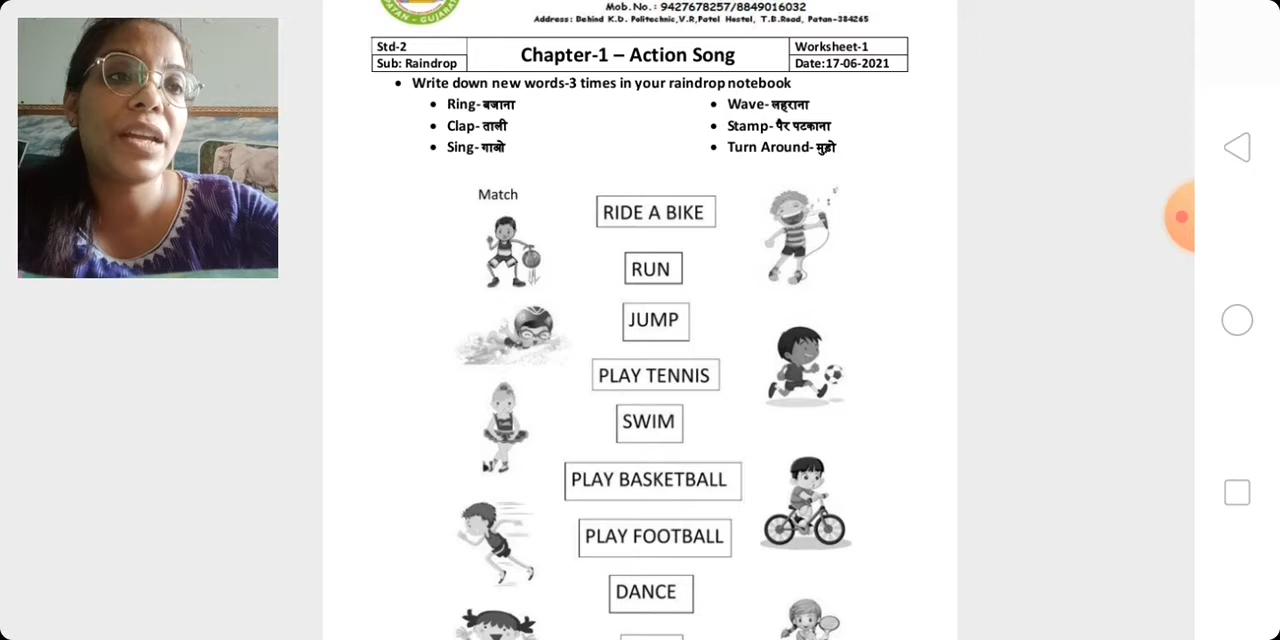 PATAN - GUJARAT
Mob.No.: 9427678257/8849016032
Address: Behind K.D. Politechnic,V.R,Patel Hostel, T.B.Road, Patan-384265
Std-2
Sub: Raindrop
Chapter-1 – Action Song
Worksheet-1
Date:17-06-2021
• Write down new words-3 times in your raindrop notebook
• Ring- बजाना
• Wave- लहराना
• Clap- ताली
• Stamp- पैर पटकाना
• Sing- गाओ
• Turn Around- मुड़ो
Match
RIDE A BIKE
RUN
JUMP
PLAY TENNIS
SWIM
PLAY BASKETBALL
PLAY FOOTBALL
DANCE